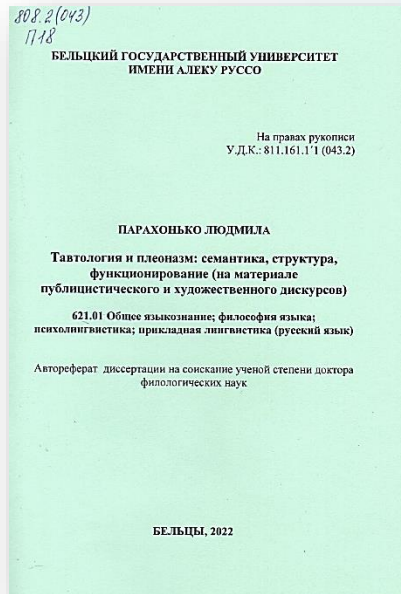 808.2(043)
П18
БЕЛЬЦКИЙ ГОСУДАРСТВЕННЫЙ УНИВЕРСИТЕТ
ИМЕНИ АЛЕКУ РУССО
На правах рукописи
У.Д.К.: 811.161.1'1 (043.2)
ПАРАХОНЬКО ЛЮДМИЛА
Тавтология и плеоназм: семантика, структура,
функционирование (на материале
публицистического и художественного дискурсов)
621.01 Общее языкознание; философия языка;
психолингвистика; прикладная лингвистика (русский язык)
Автореферат диссертации на соискание ученой степени доктора
филологических наук
БЕЛЬЦЫ, 2022